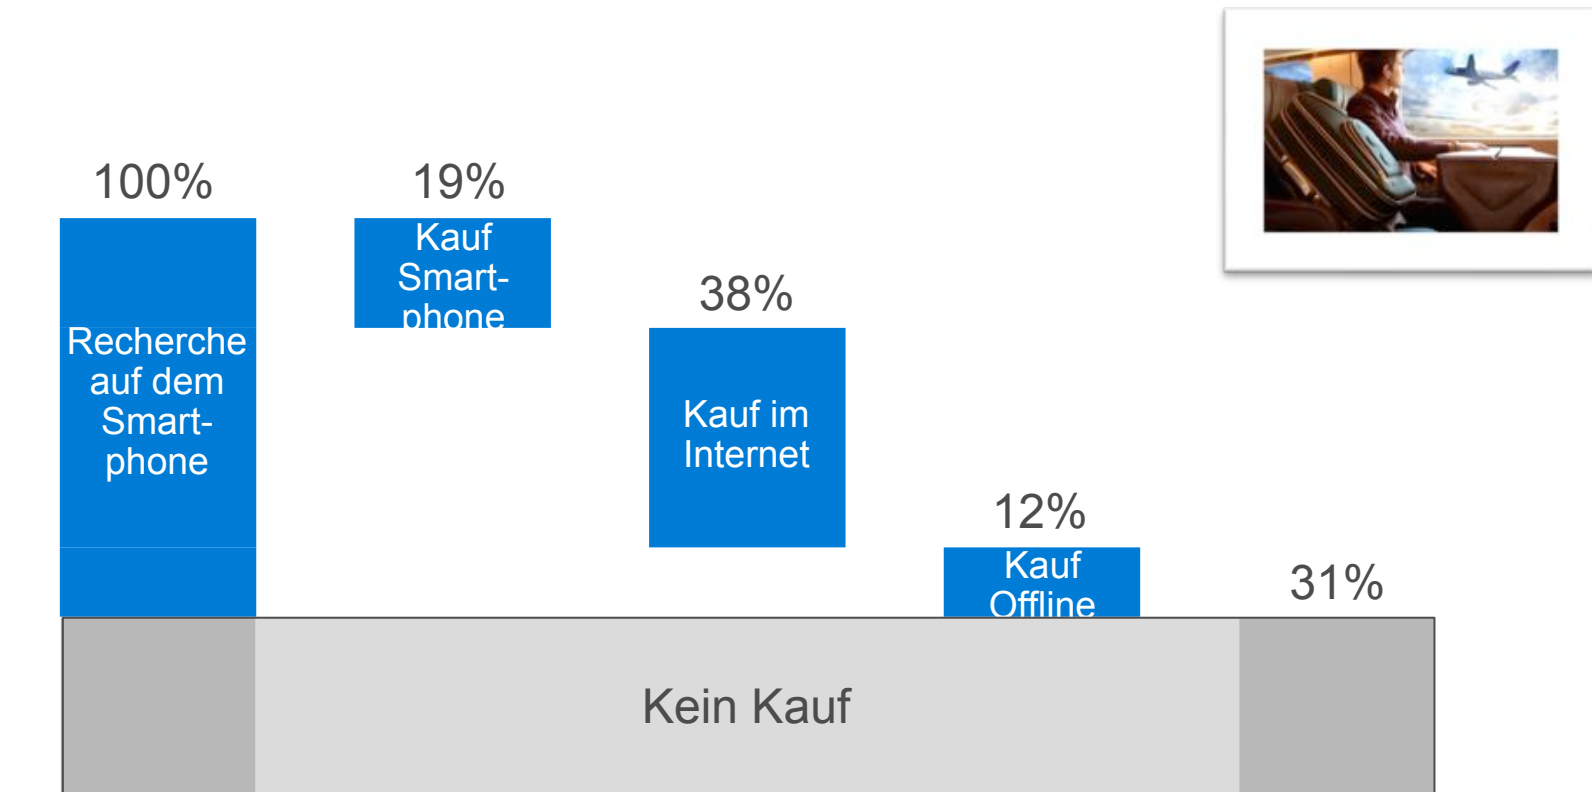 100%
19%
Kauf
Smart-
phone
38%
Recherche
auf dem
Smart-
phone
Kauf im
Internet
12%
Kauf
Offline
31%
Kein Kauf